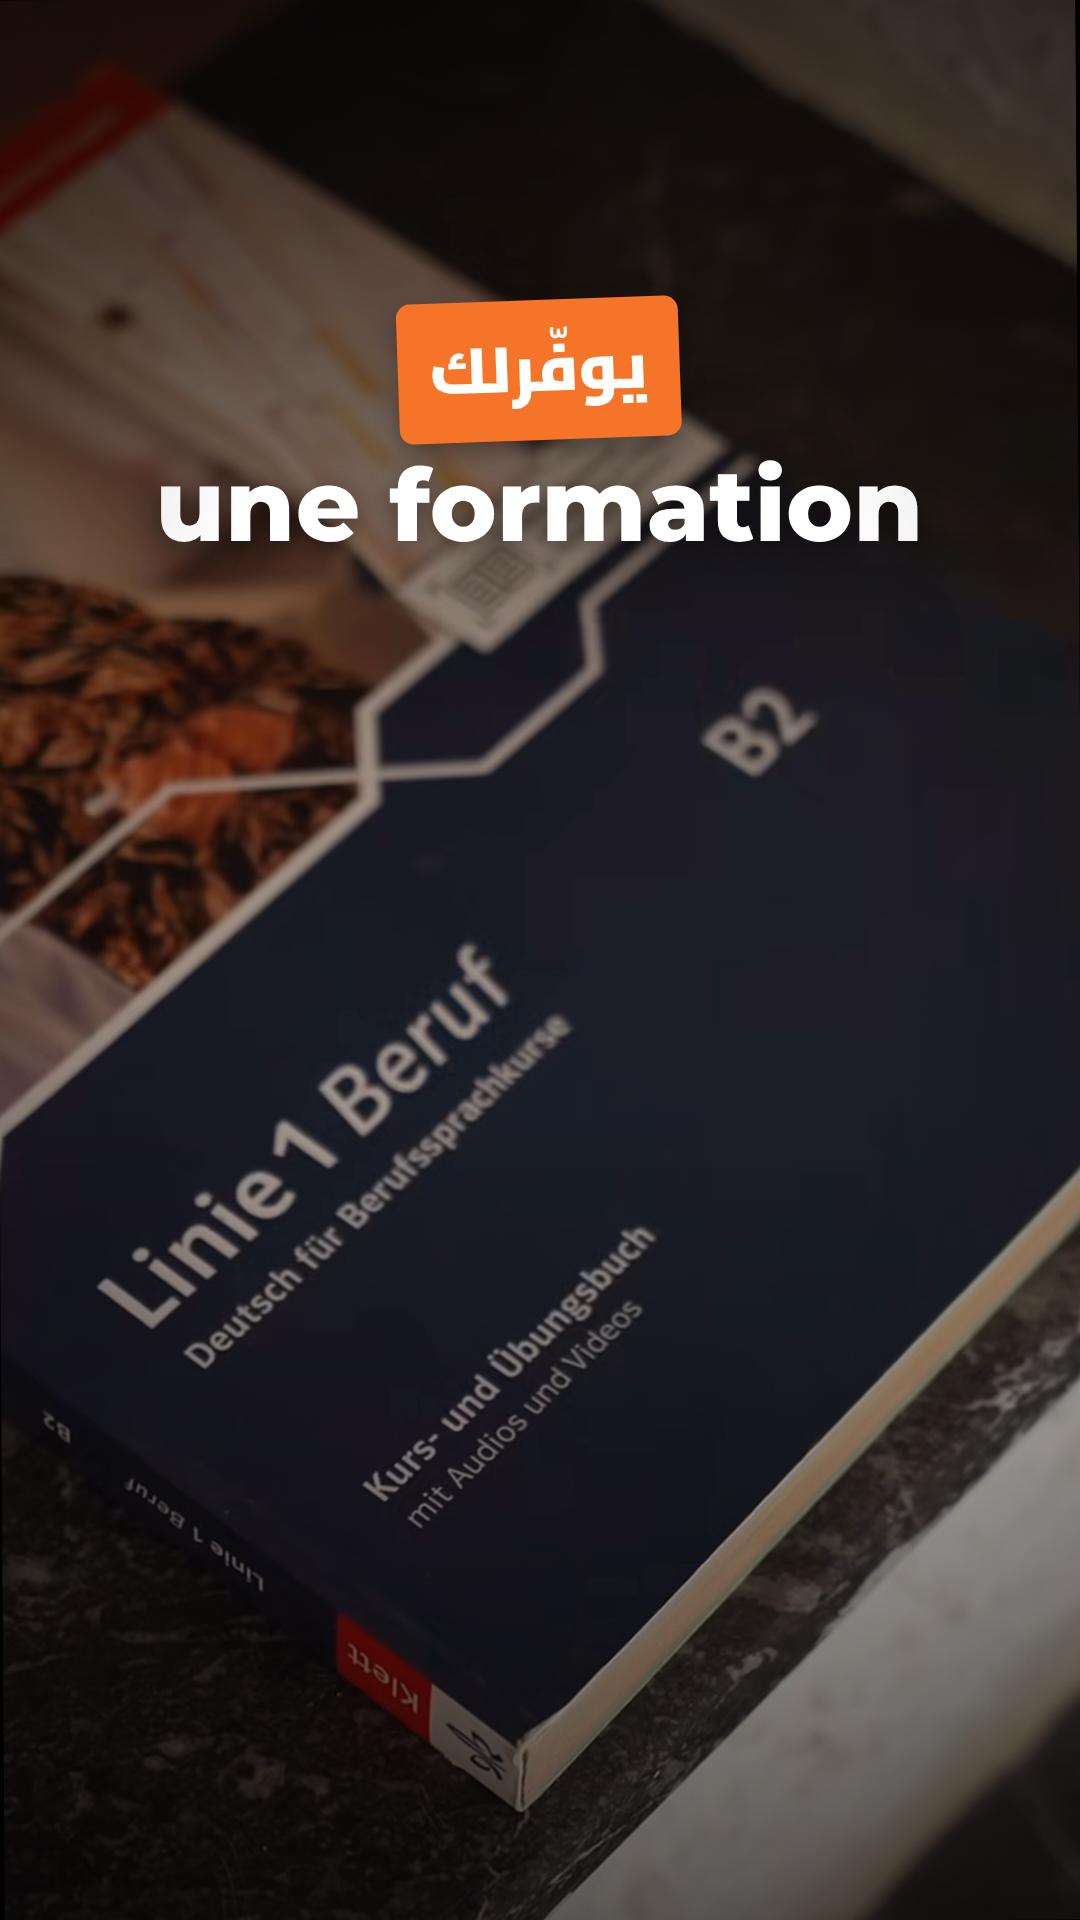 يوفّرلك
une formation
B2
Linie 1 Beruf
Deutsch für Berufssprachkurse
Kurs- und Übungsbuch
mit Audios und Videos
B2
Linie 1 Beruf
Klett